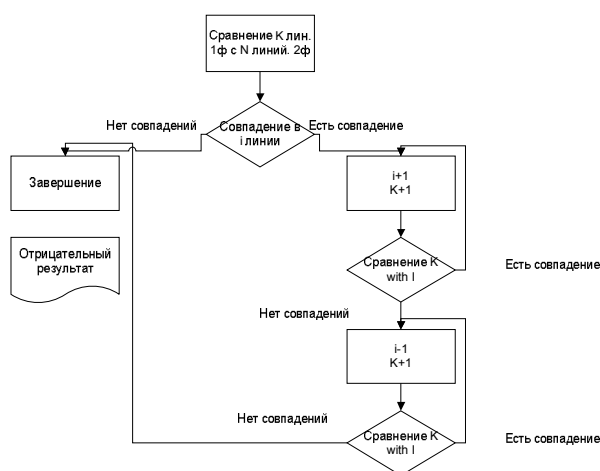 Сравнение K лин.
1ф с N линий. 2ф
Нет совпадений
Совпадение в
i линии
Есть совпадение
Завершение
i+1
K+1
Отрицательный
результат
Сравнение K
with I
Есть совпадение
Нет совпадений
i-1
K+1
Нет совпадений
Сравнение K
with I
Есть совпадение